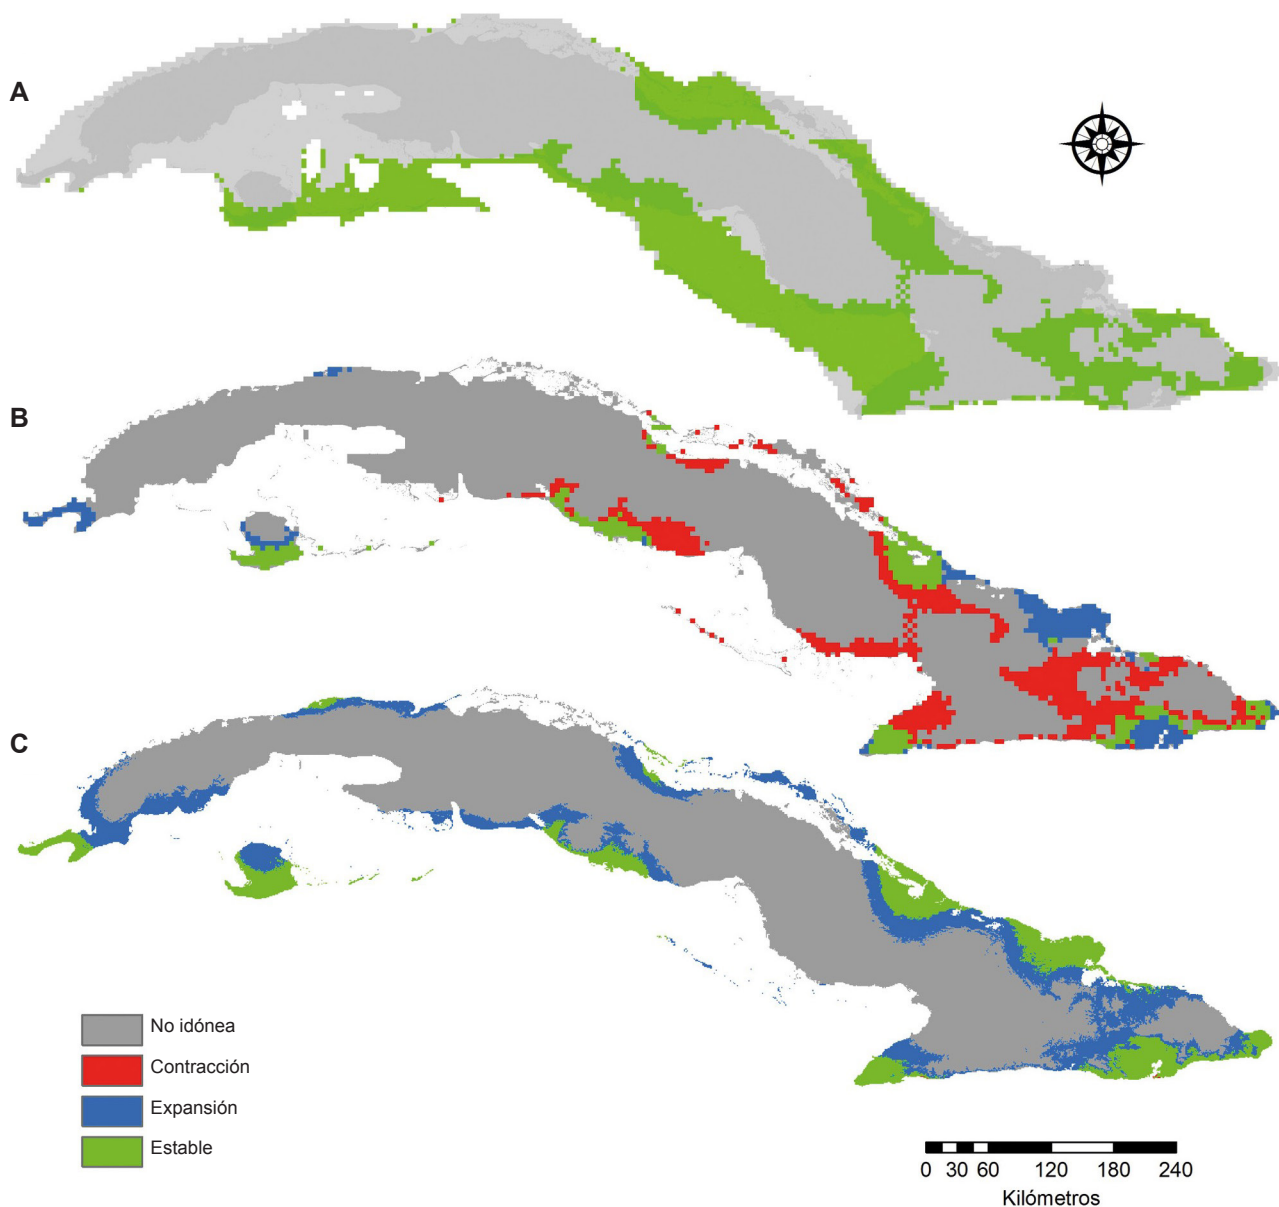 A
B
C
No idónea
Contracción
Expansión
Estable
0 30 60 120 180 240
Kilómetros